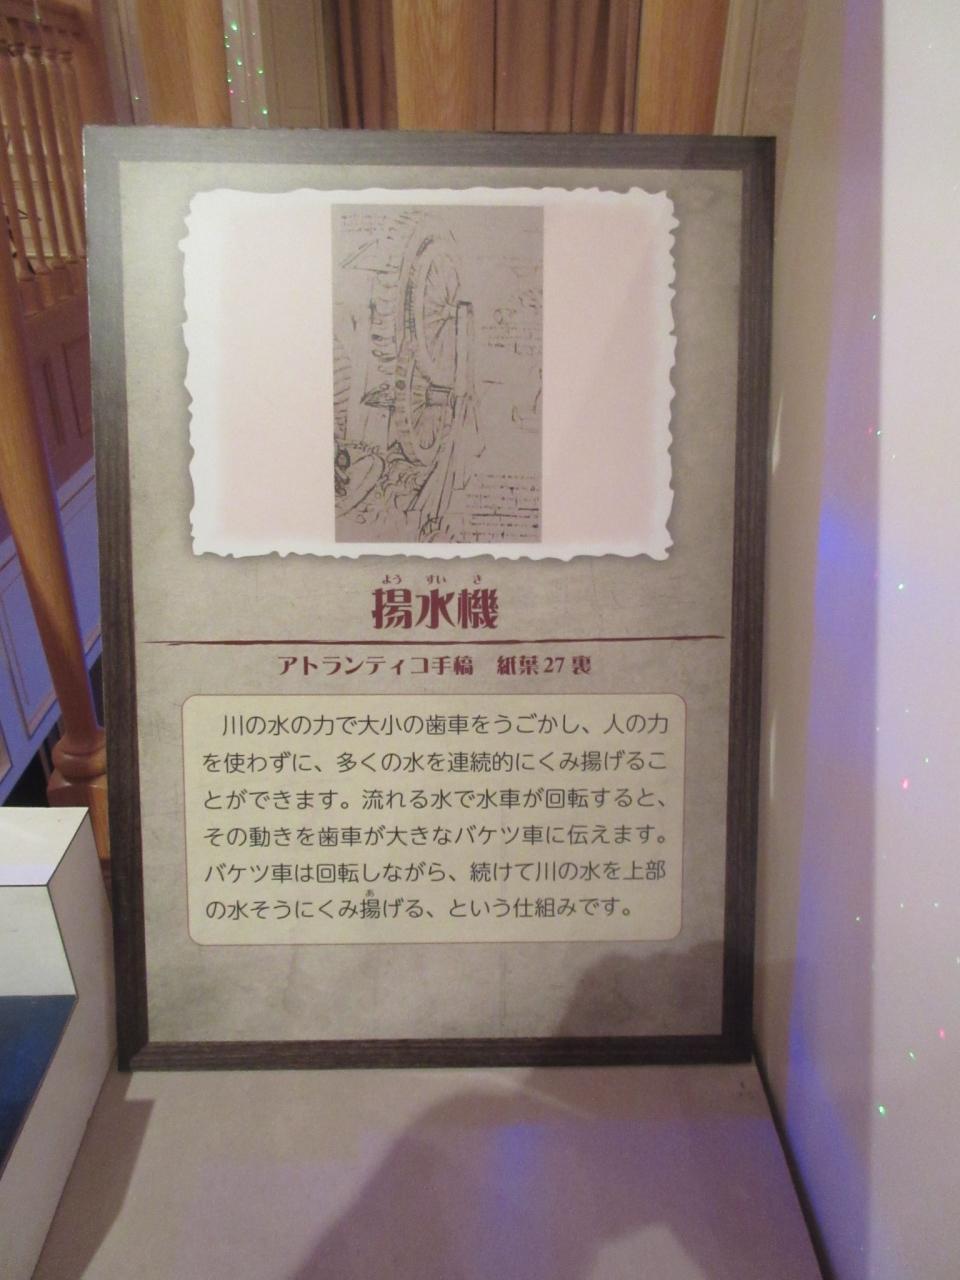 よう すい き
揚水機
アトランティコ手稿 紙葉27裏
川の水の力で大小の歯車をうごかし、人の力
を使わずに、多くの水を連続的にくみ揚げるこ
とができます。流れる水で水車が回転すると、
その動きを歯車が大きなバケツ車に伝えます。
バケツ車は回転しながら、続けて川の水を上部
あ
の水そうにくみ揚げる、という仕組みです。